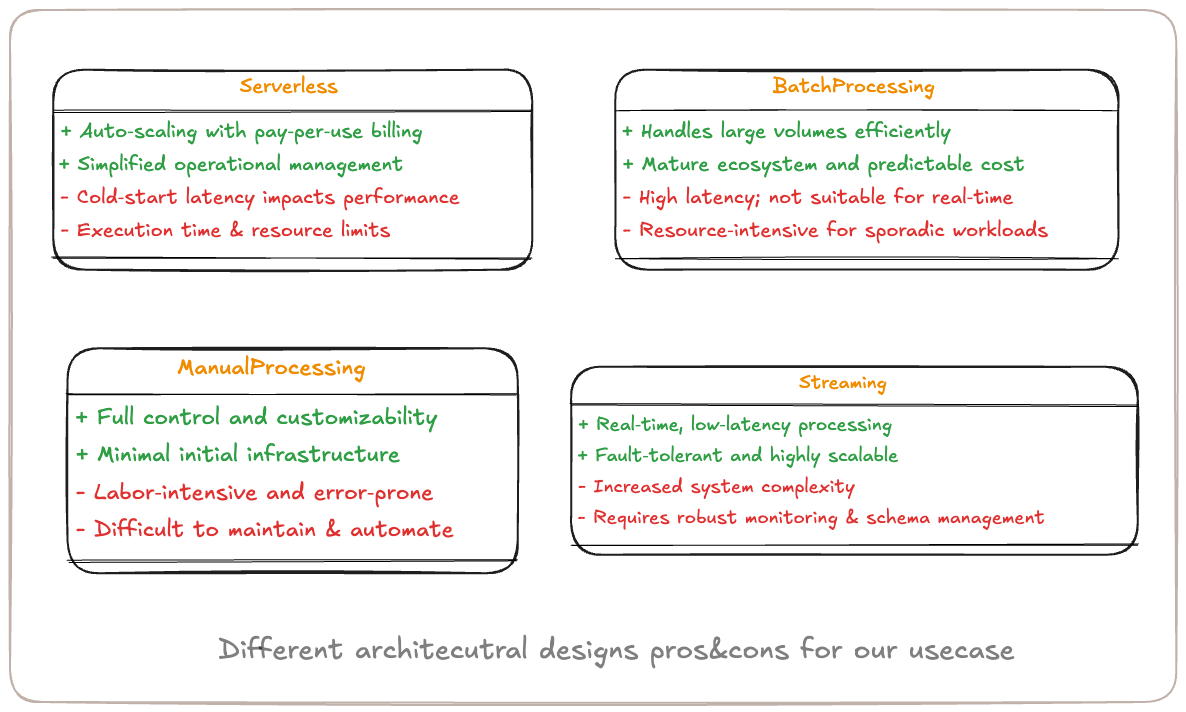 Serverless
+ Auto-scaling with pay-per-use billing
+ Simplified operational management
- Cold-start latency impacts performance
- Execution time & resource limits
BatchProcessing
+ Handles large volumes efficiently
+ Mature ecosystem and predictable cost
- High latency; not suitable for real-time
- Resource-intensive for sporadic workloads
ManualProcessing
+ Full control and customizability
+ Minimal initial infrastructure
- Labor-intensive and error-prone
- Difficult to maintain & automate
Streaming
+ Real-time, low-latency processing
+ Fault-tolerant and highly scalable
- Increased system complexity
- Requires robust monitoring & schema management
Different architecutral designs pros&cons for our usecase